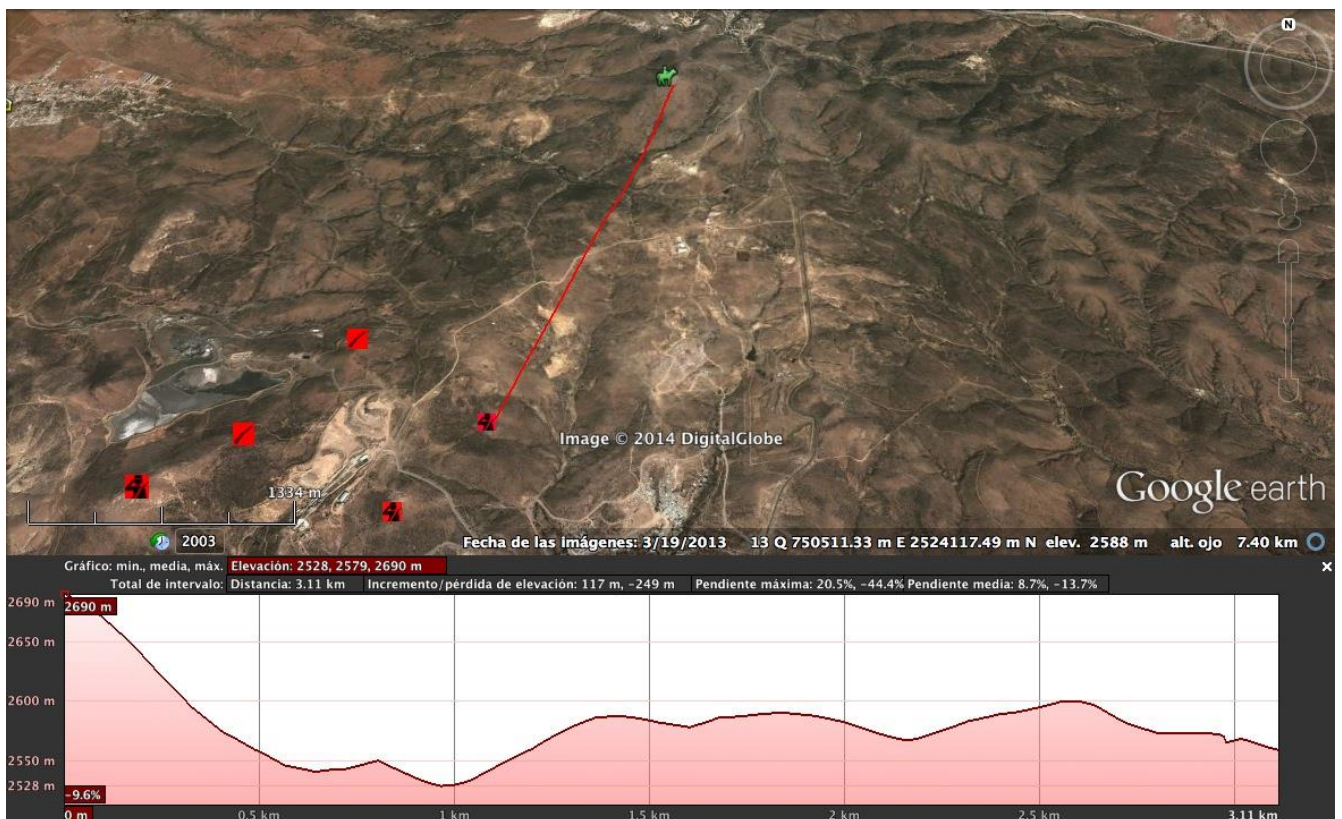 N
Image © 2014 DigitalGlobe
Google earth
1334 m
2003
Fecha de las imágenes: 3/19/2013 13 Q 750511.33 m E 2524117.49 m N elev. 2588 m alt. ojo 7.40 km
Gráfico: min., media, máx. Elevación: 2528, 2579, 2690 m
Total de intervalo: Distancia: 3.11 km Incremento/pérdida de elevación: 117 m, -249 m Pendiente máxima: 20.5%, -44.4% Pendiente media: 8.7%, -13.7%
2690 m 2690 m
2650 m
2600 m
2550 m
2528 m
-9.6%
0 m 0.5 km 1 km 1.5 km 2 km 2.5 km 3.11 km